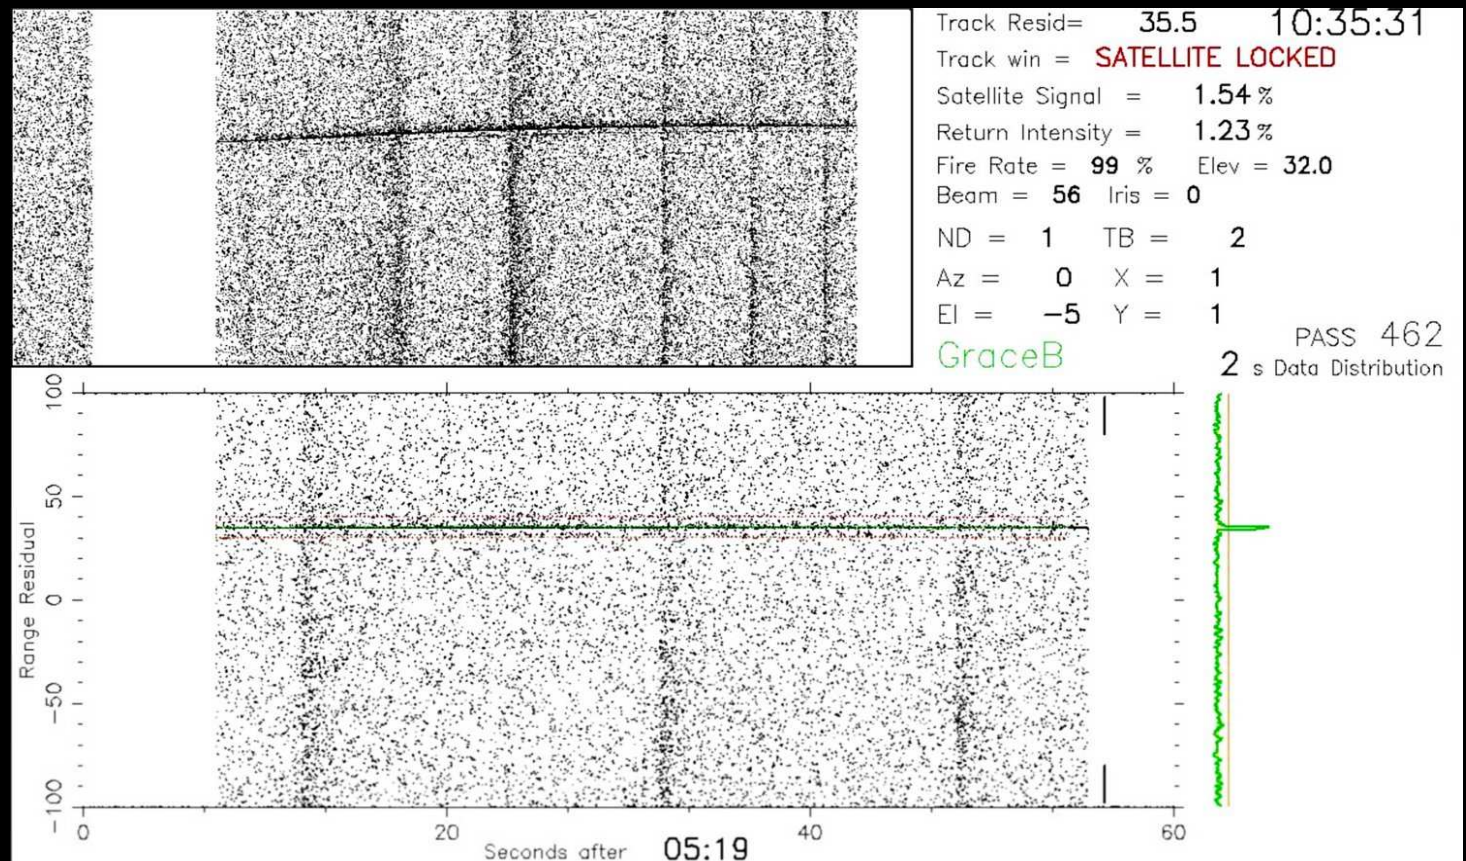 Track Resid= 35.5 10:35:31
Track win = SATELLITE LOCKED
Satellite Signal = 1.54 %
Return Intensity = 1.23 %
Fire Rate = 99 % Elev = 32.0
Beam = 56 Iris = 0
ND = 1 TB = 2
Az = 0 X = 1
El = -5 Y = 1
PASS 462
GraceB
2 s Data Distribution
100
50
0
-50
-100
Range Residual
0 20 40 60
Seconds after 05:19